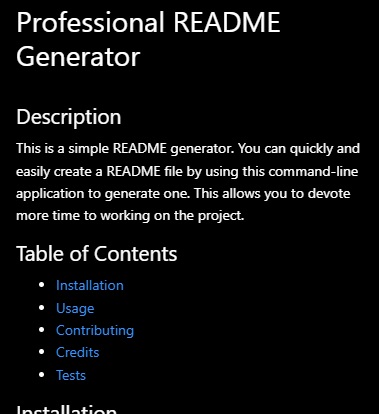 Professional README
Generator
Description
This is a simple README generator. You can quickly and
easily create a README file by using this command-line
application to generate one. This allows you to devote
more time to working on the project.
Table of Contents
Installation
Usage
Contributing
Credits
Tests
Installation